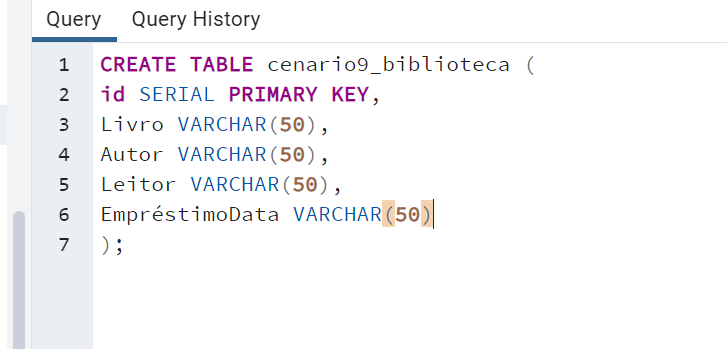 Query Query History
1 CREATE TABLE cenario9_biblioteca (
2 id SERIAL PRIMARY KEY,
3 Livro VARCHAR(50),
4 Autor VARCHAR(50),
5 Leitor VARCHAR(50),
6 EmpréstimoData VARCHAR(50)
7 );